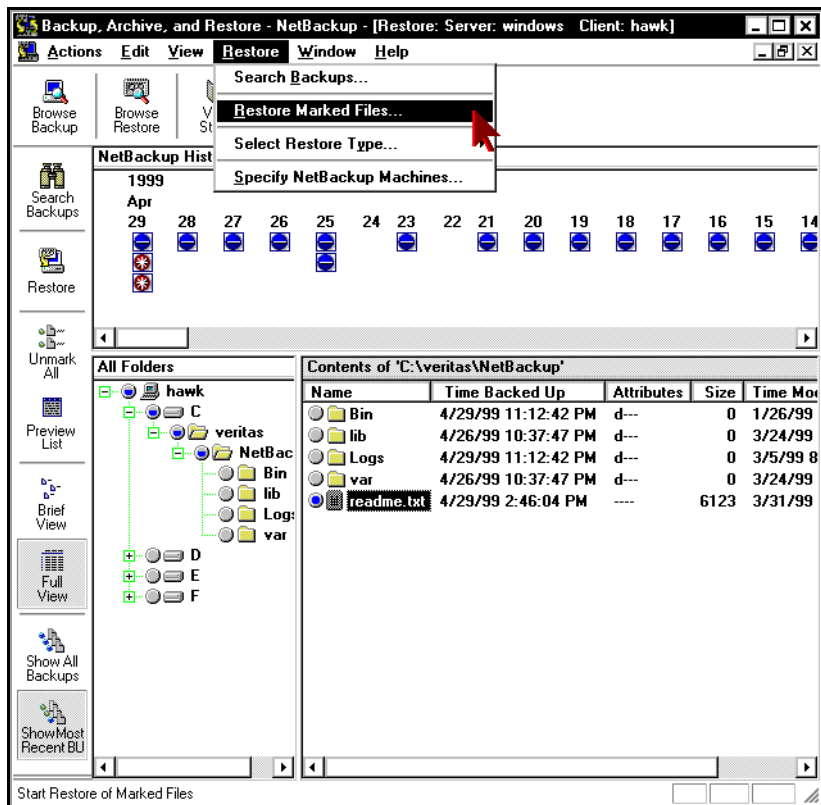 Backup, Archive, and Restore - NetBackup - [Restore: Server: windows Client: hawk]
Actions Edit View Restore Window Help
Search Backups...
Restore Marked Files...
Select Restore Type...
Specify NetBackup Machines...
Browse
Backup
Browse
Restore
V
St
Search
Backups
Restore
Unmark
All
Preview
List
Brief
View
Full
View
Show All
Backups
ShowMost
Recent BU
NetBackup Hist
1999
Apr
29 28 27 26 25 24 23 22 21 20 19 18 17 16 15 14
All Folders
hawk
C
veritas
NetBac
Bin
lib
Log
var
D
E
F
Contents of 'C:\veritas\NetBackup'
Name Time Backed Up Attributes Size Time Mo
Bin 4/29/99 11:12:42 PM d--- 0 1/26/99
lib 4/26/99 10:37:47 PM d--- 0 3/24/99
Logs 4/29/99 11:12:42 PM d--- 0 3/5/99 8
var 4/26/99 10:37:47 PM d--- 0 3/24/99
readme.txt 4/29/99 2:46:04 PM ---- 6123 3/31/99
Start Restore of Marked Files